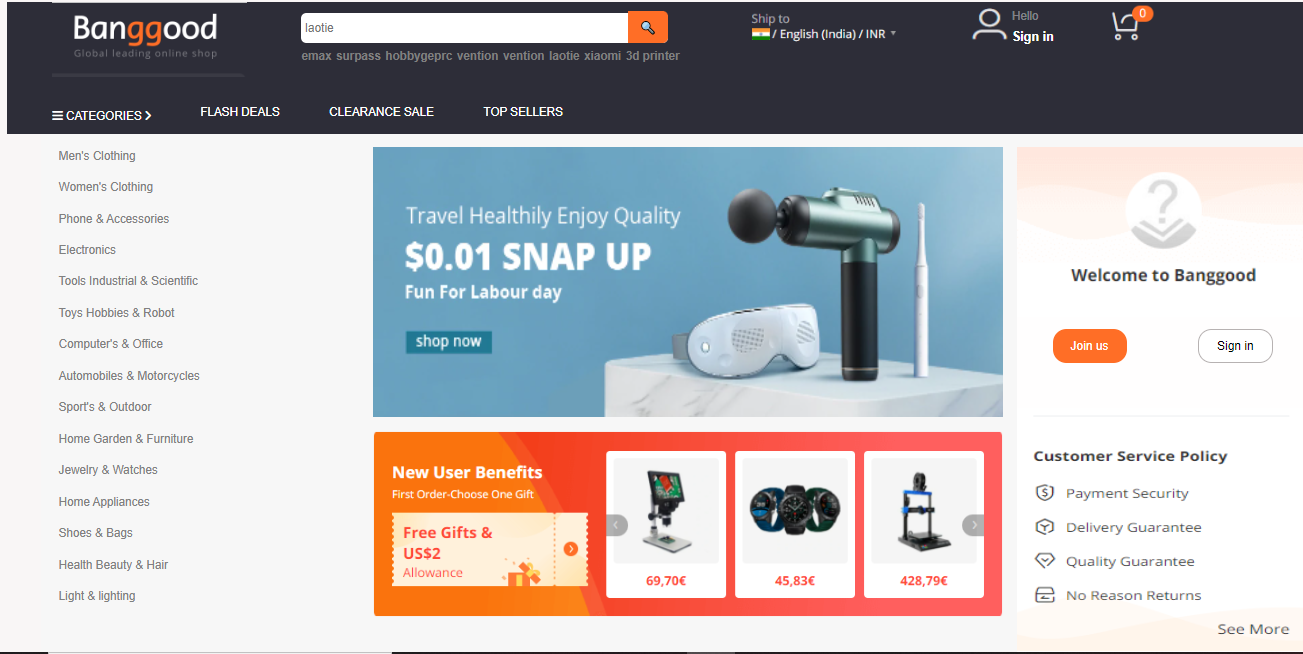 Banggood
Global leading online shop
laotie
emax surpass hobbygeprc vention vention laotie xiaomi 3d printer
Ship to
/ English (India) / INR
Hello
Sign in
0
CATEGORIES
FLASH DEALS
CLEARANCE SALE
TOP SELLERS
Men's Clothing
Women's Clothing
Phone & Accessories
Electronics
Tools Industrial & Scientific
Toys Hobbies & Robot
Computer's & Office
Automobiles & Motorcycles
Sport's & Outdoor
Home Garden & Furniture
Jewelry & Watches
Home Appliances
Shoes & Bags
Health Beauty & Hair
Light & lighting
Travel Healthily Enjoy Quality
$0.01 SNAP UP
Fun For Labour day
shop now
New User Benefits
First Order-Choose One Gift
Free Gifts &
US$2
Allowance
69,70€
45,83€
428,79€
Welcome to Banggood
Join us
Sign in
Customer Service Policy
Payment Security
Delivery Guarantee
Quality Guarantee
No Reason Returns
See More